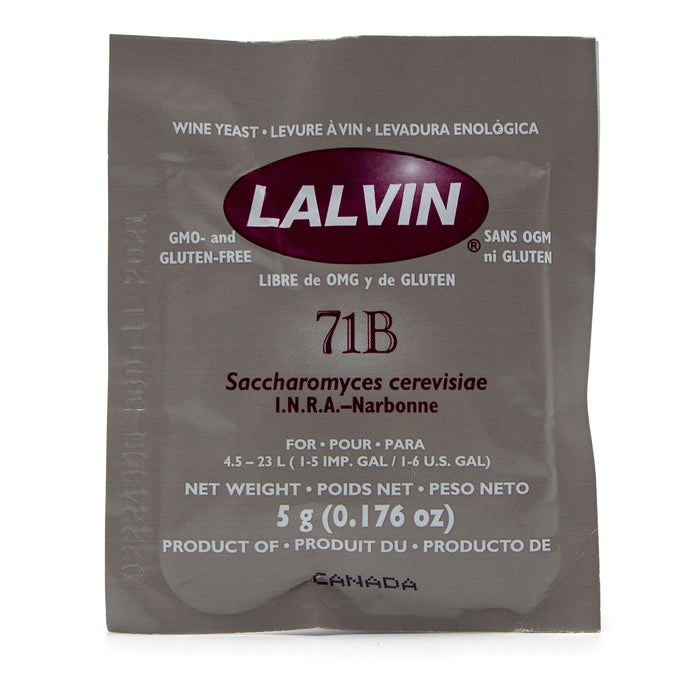 WINE YEAST • LEVURE À VIN • LEVADURA ENOLÓGICA
LALVIN®
GMO- and
GLUTEN-FREE
SANS OGM
ni GLUTEN
LIBRE de OMG y de GLUTEN
71B
Saccharomyces cerevisiae
I.N.R.A.–Narbonne
FOR • POUR • PARA
4.5 – 23 L ( 1-5 IMP. GAL / 1-6 U.S. GAL)
NET WEIGHT • POIDS NET • PESO NETO
5 g (0.176 oz)
PRODUCT OF • PRODUIT DU • PRODUCTO DE
CANADA
11 2021